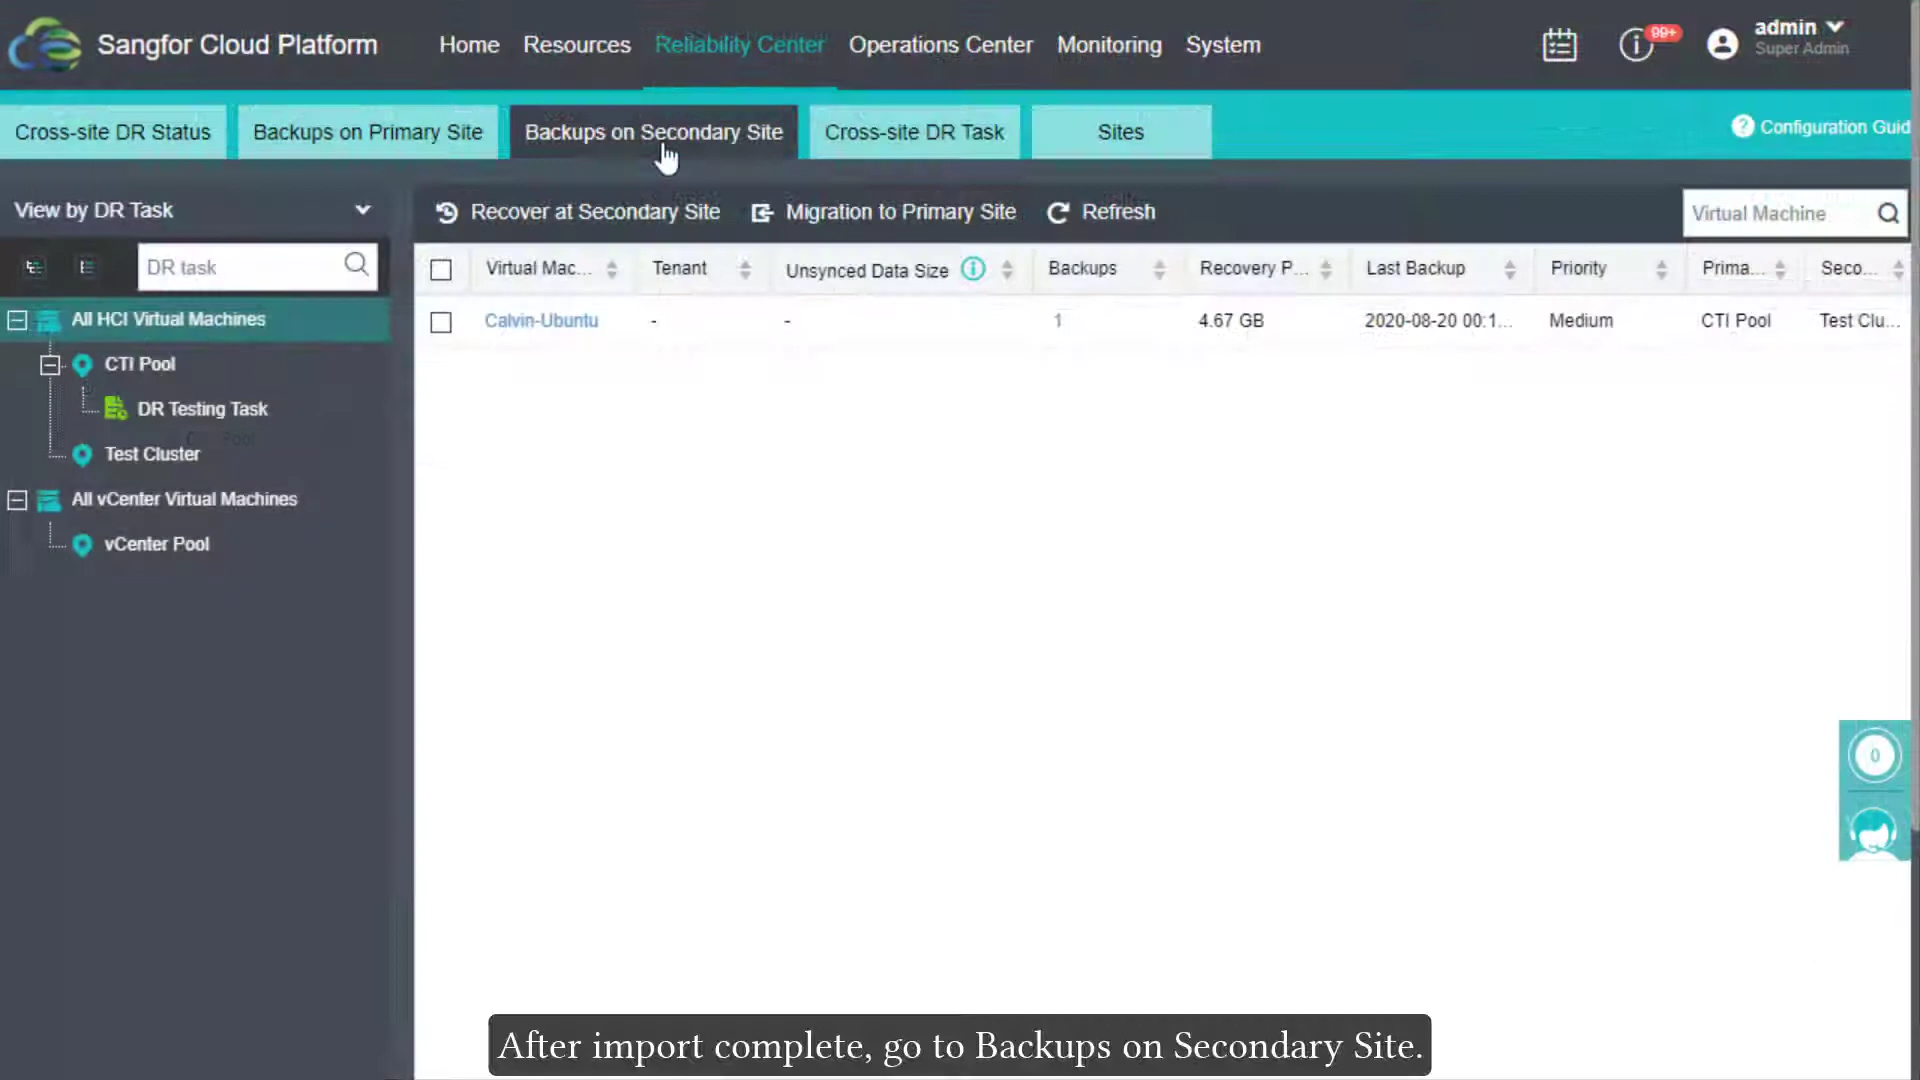 Sangfor Cloud Platform
Home Resources Reliability Center Operations Center Monitoring System
99+
admin
Super Admin
Cross-site DR Status Backups on Primary Site Backups on Secondary Site Cross-site DR Task Sites
Configuration Guid
View by DR Task
Recover at Secondary Site Migration to Primary Site Refresh
Virtual Machine
DR task
Virtual Mac... Tenant Unsynced Data Size Backups Recovery P... Last Backup Priority Prima... Seco...
Calvin-Ubuntu - - 1 4.67 GB 2020-08-20 00:1... Medium CTI Pool Test Clu...
All HCI Virtual Machines
CTI Pool
DR Testing Task
Test Cluster
All vCenter Virtual Machines
vCenter Pool
0
After import complete, go to Backups on Secondary Site.